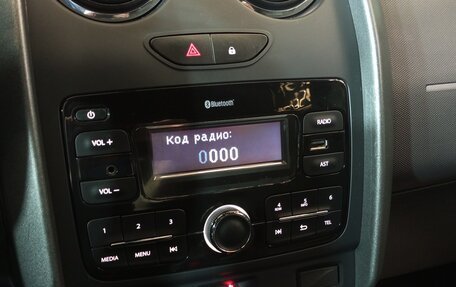 Bluetooth
VOL +
Код радио:
0000
RADIO
AST
VOL −
1 2 3
4 5 6
MEDIA MENU
TEL